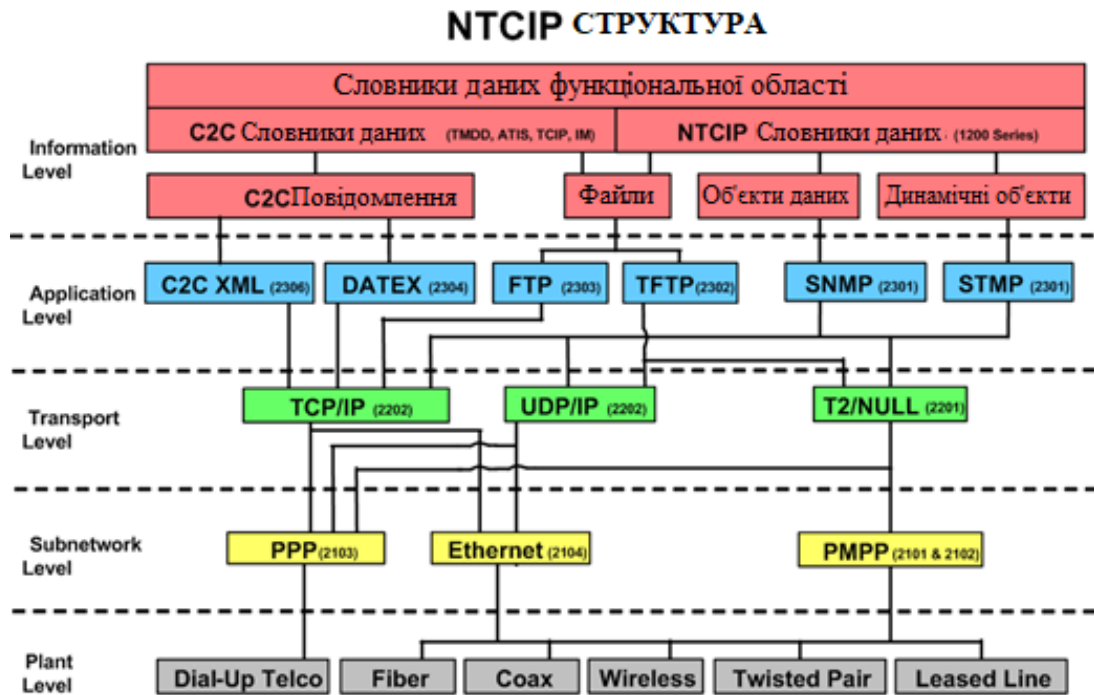 NTCIP СТРУКТУРА
Словники даних функціональної області
C2C Словники даних (TMDD, ATIS, TCIP, IM)
NTCIP Словники даних. (1200 Series)
Information
Level
C2CПовідомлення
Файли
Об'єкти даних
Динамічні об'єкти
Application
Level
C2C XML (2306)
DATEX (2304)
FTP (2303)
TFTP (2302)
SNMP (2301)
STMP (2301)
Transport
Level
TCP/IP (2202)
UDP/IP (2202)
T2/NULL (2201)
Subnetwork
Level
PPP (2103)
Ethernet (2104)
PMPP (2101 & 2102)
Plant
Level
Dial-Up Telco
Fiber
Coax
Wireless
Twisted Pair
Leased Line